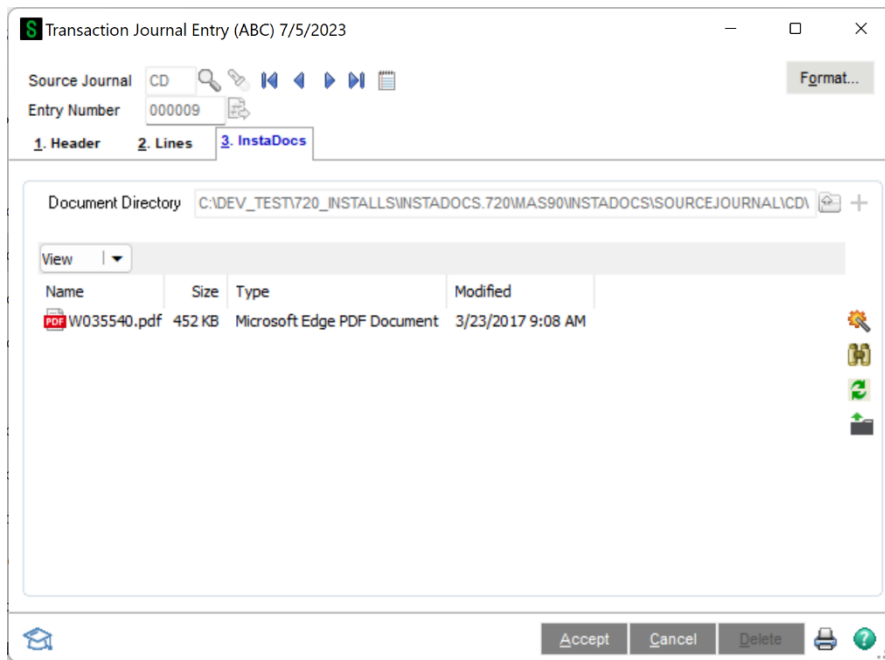 S Transaction Journal Entry (ABC) 7/5/2023
Source Journal CD
Format...
Entry Number 000009
1. Header 2. Lines 3. InstaDocs
Document Directory C:\DEV_TEST\720_INSTALLS\INSTADOCS.720\MAS90\INSTADOCS\SOURCEJOURNAL\CD\
View
Name Size Type Modified
PDF W035540.pdf 452 KB Microsoft Edge PDF Document 3/23/2017 9:08 AM
Accept Cancel Delete ?